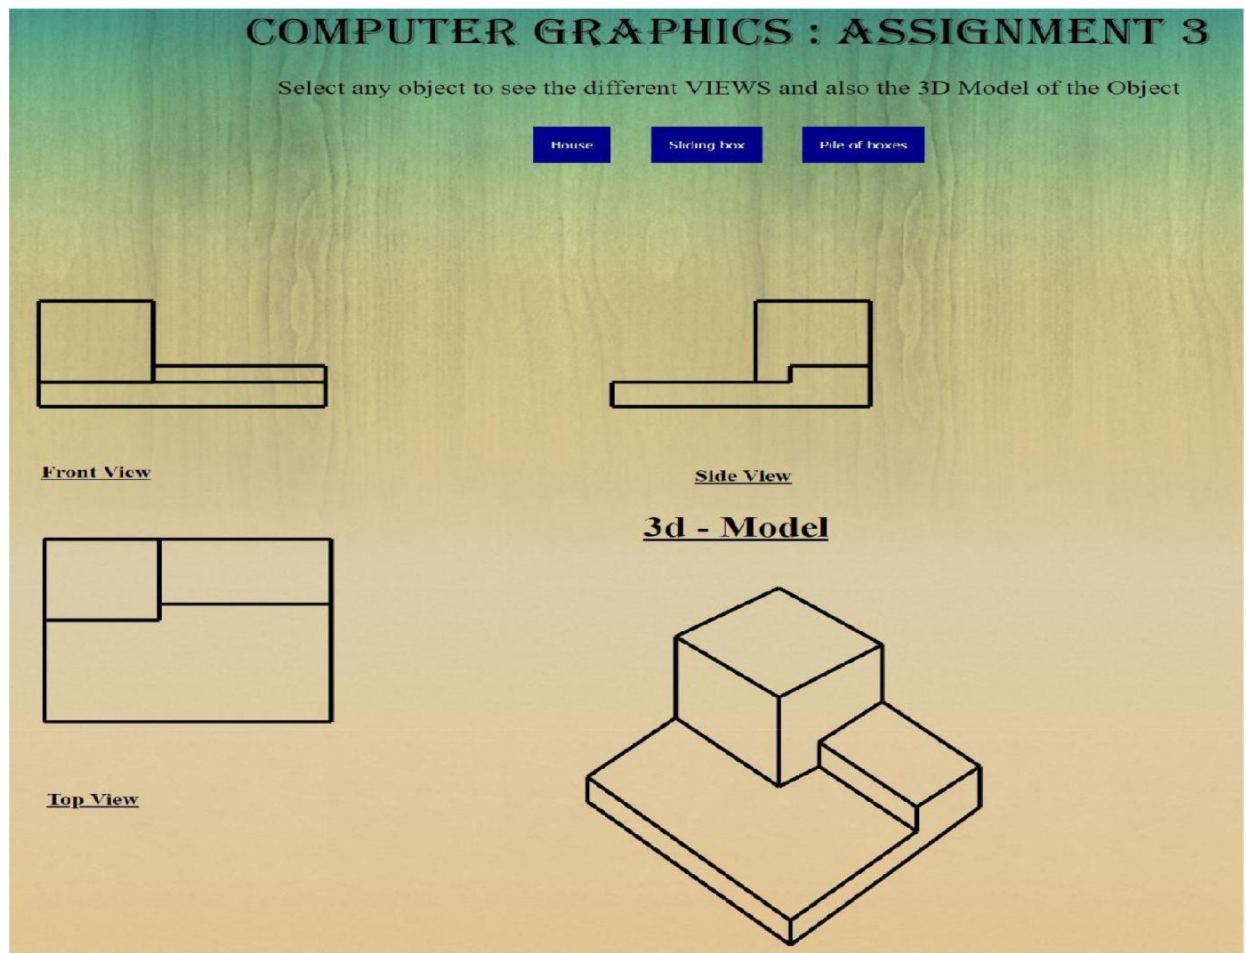 COMPUTER GRAPHICS : ASSIGNMENT 3
Select any object to see the different VIEWS and also the 3D Model of the Object
House
Sliding box
Pile of boxes
Front View
Side View
3d - Model
Top View